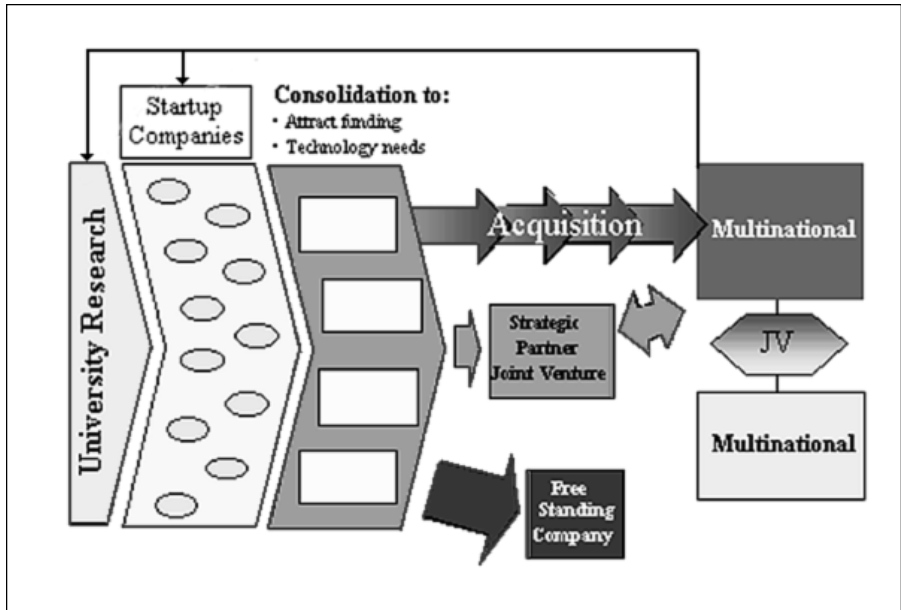 Startup
Companies
Consolidation to:
· Attract funding
· Technology needs
University Research
Acquisition
Multinational
Strategic
Partner
Joint Venture
JV
Multinational
Free
Standing
Company